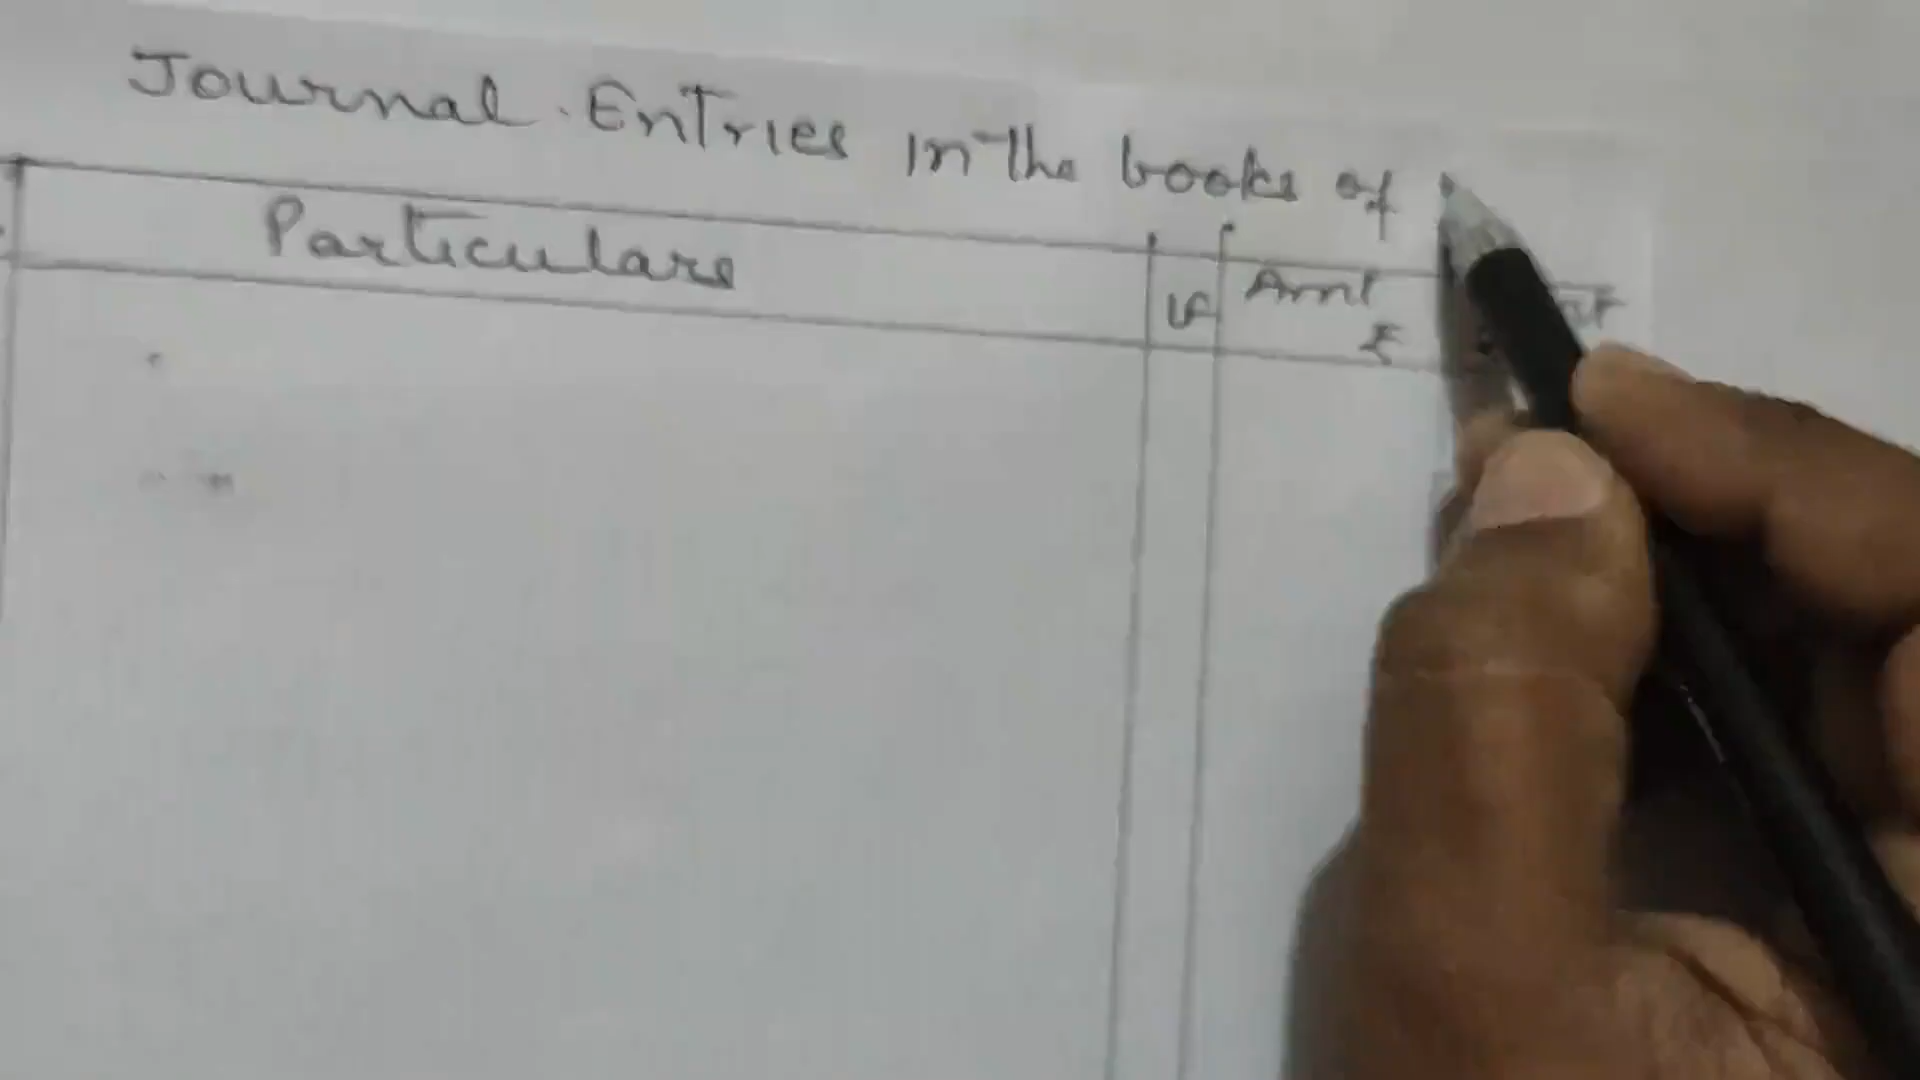 Journal Entries in the books of
Particulars LF Amt
₹